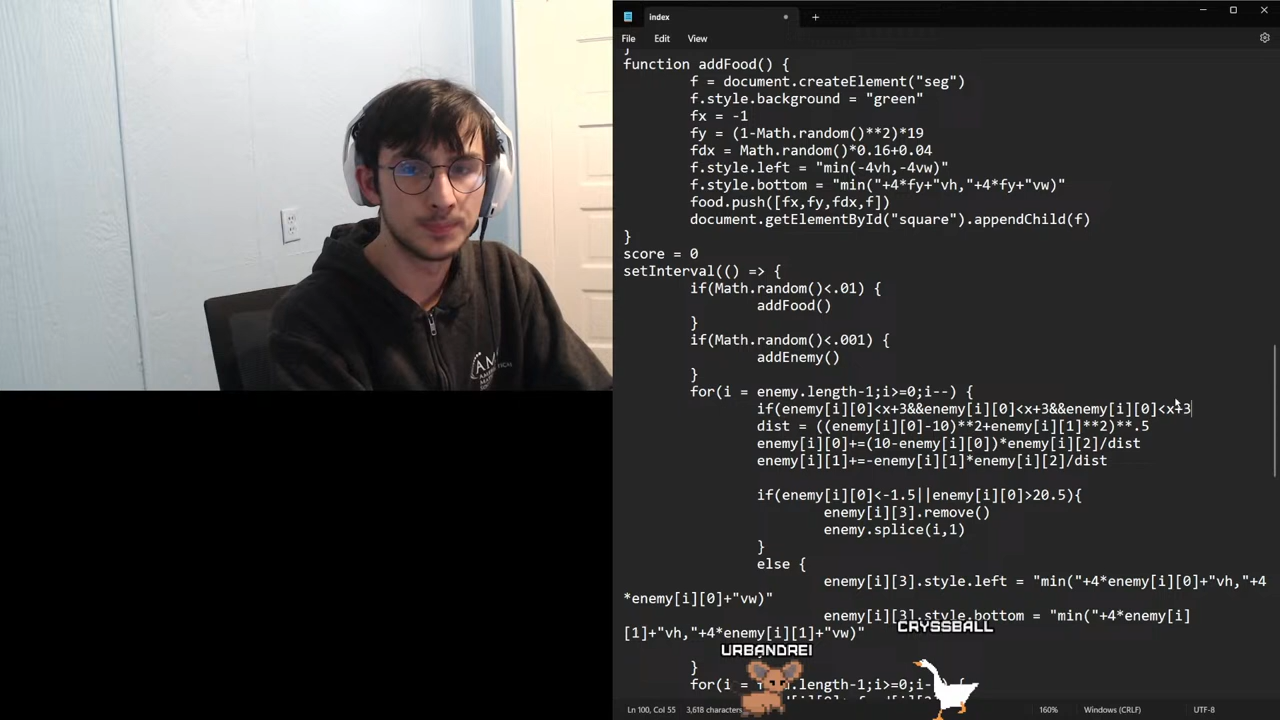 index
File Edit View
}
function addFood() {
f = document.createElement("seg")
f.style.background = "green"
fx = -1
fy = (1-Math.random()**2)*19
fdx = Math.random()*0.16+0.04
f.style.left = "min(-4vh,-4vw)"
f.style.bottom = "min("+4*fy+"vh,"+4*fy+"vw)"
food.push([fx,fy,fdx,f])
document.getElementById("square").appendChild(f)
}
score = 0
setInterval(() => {
if(Math.random()<.01) {
addFood()
}
if(Math.random()<.001) {
addEnemy()
}
for(i = enemy.length-1;i>=0;i--) {
if(enemy[i][0]<x+3&&enemy[i][0]<x+3&&enemy[i][0]<x+3
dist = ((enemy[i][0]-10)**2+enemy[i][1]**2)**.5
enemy[i][0]+=(10-enemy[i][0])*enemy[i][2]/dist
enemy[i][1]+=-enemy[i][1]*enemy[i][2]/dist
if(enemy[i][0]<-1.5||enemy[i][0]>20.5){
enemy[i][3].remove()
enemy.splice(i,1)
}
else {
enemy[i][3].style.left = "min("+4*enemy[i][0]+"vh,"+4
*enemy[i][0]+"vw)"
enemy[i][3].style.bottom = "min("+4*enemy[i]
[1]+"vh,"+4*enemy[i][1]+"vw)"
CRYSSBALL
URBANDREI
}
for(i = .length-1;i>=0;i-
Ln 100, Col 55 3,618 characters 160% Windows (CRLF) UTF-8